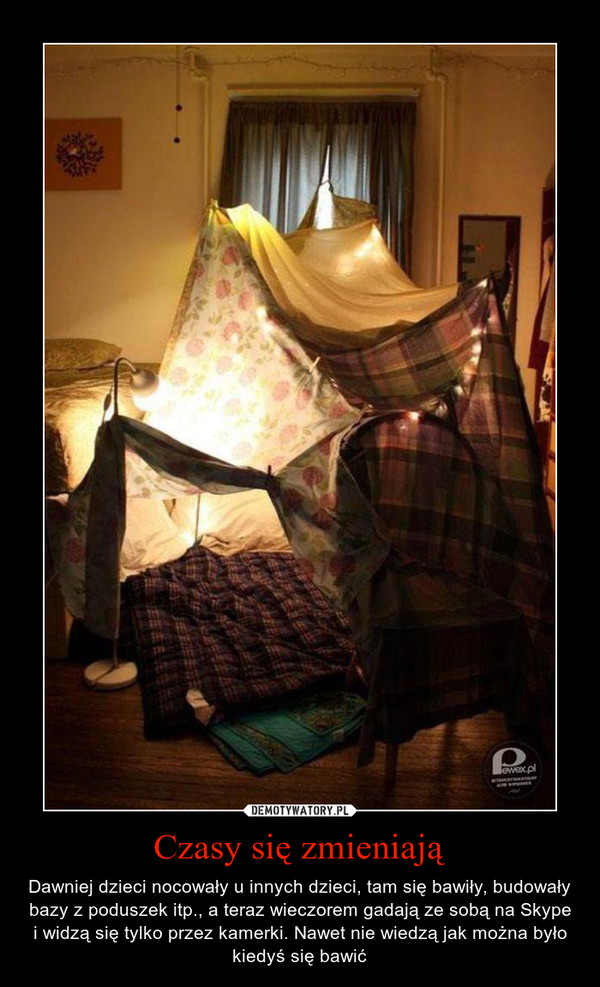 Pewex.pl
DEMOTYWATORY.PL
Czasy się zmieniają
Dawniej dzieci nocowały u innych dzieci, tam się bawiły, budowały
bazy z poduszek itp., a teraz wieczorem gadają ze sobą na Skype
i widzą się tylko przez kamerki. Nawet nie wiedzą jak można było
kiedyś się bawić